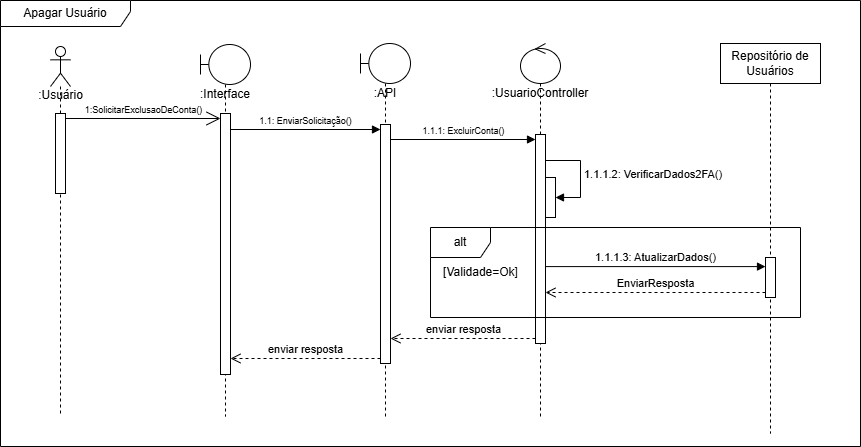 Apagar Usuário
Repositório de
Usuários
:Usuário
:Interface
:API
:UsuarioController
1:SolicitarExclusaoDeConta()
1.1: EnviarSolicitação()
1.1.1: ExcluirConta()
1.1.1.2: VerificarDados2FA()
alt
1.1.1.3: AtualizarDados()
[Validade=Ok]
EnviarResposta
enviar resposta
enviar resposta